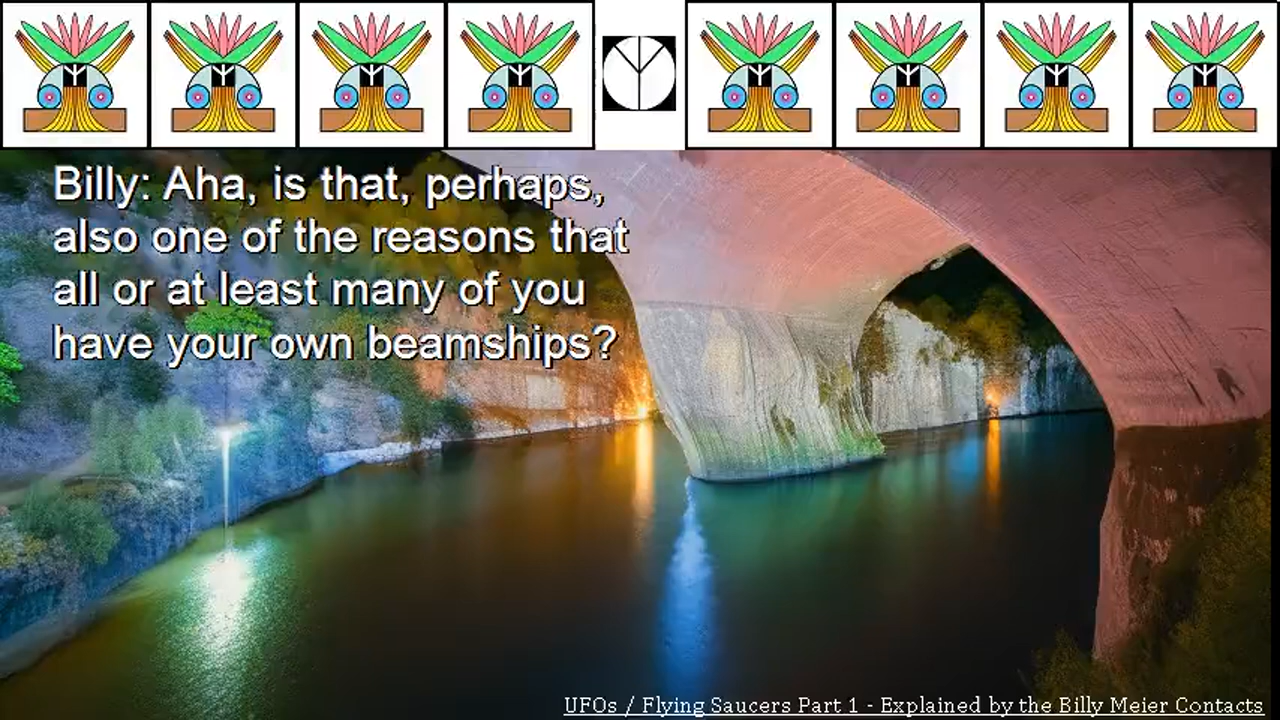 Billy: Aha, is that, perhaps,
also one of the reasons that
all or at least many of you
have your own beamships?
UFOs / Flying Saucers Part 1 - Explained by the Billy Meier Contacts